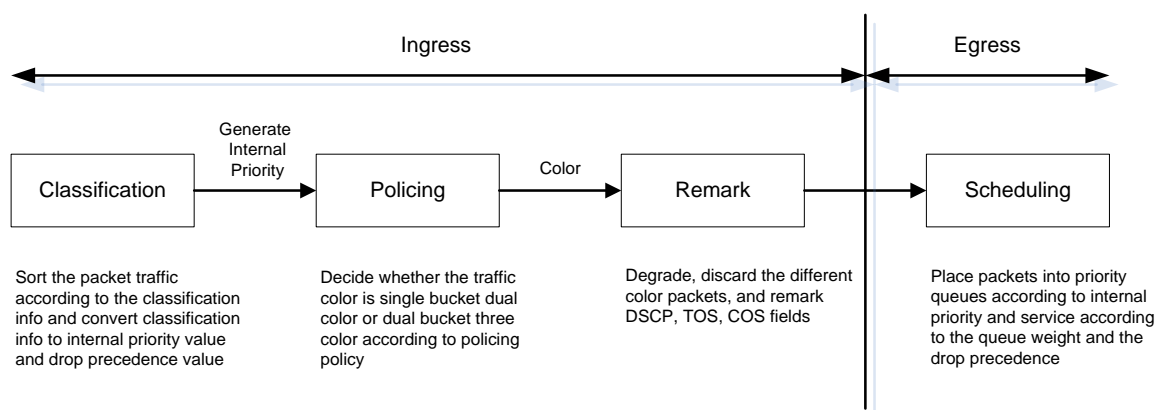 Ingress
Egress
Generate
Internal
Priority
Color
Classification
Policing
Remark
Scheduling
Sort the packet traffic
according to the classification
info and convert classification
info to internal priority value
and drop precedence value
Decide whether the traffic
color is single bucket dual
color or dual bucket three
color according to policing
policy
Degrade, discard the different
color packets, and remark
DSCP, TOS, COS fields
Place packets into priority
queues according to internal
priority and service according
to the queue weight and the
drop precedence